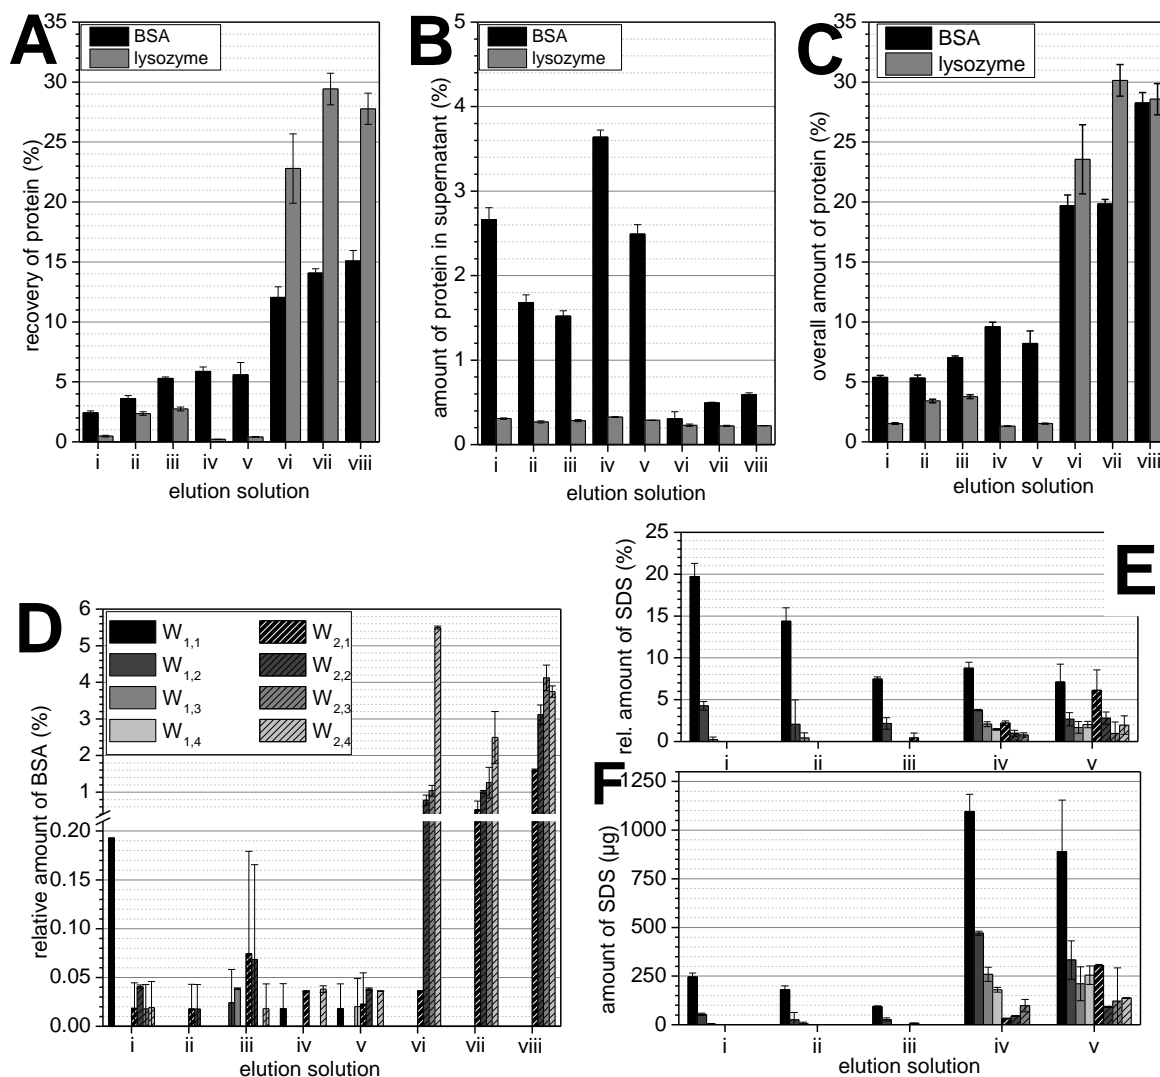 A
35
30
25
20
15
10
5
0
recovery of protein (%)
BSA
lysozyme
i ii iii iv v vi vii viii
elution solution
B
5
4
3
2
1
0
amount of protein in supernatant (%)
BSA
lysozyme
i ii iii iv v vi vii viii
elution solution
C
35
30
25
20
15
10
5
0
overall amount of protein (%)
BSA
lysozyme
i ii iii iv v vi vii viii
elution solution
D
6
5
4
3
2
1
0.20
0.15
0.10
0.05
0.00
relative amount of BSA (%)
W1,1 W2,1
W1,2 W2,2
W1,3 W2,3
W1,4 W2,4
i ii iii iv v vi vii viii
elution solution
E
25
20
15
10
5
0
rel. amount of SDS (%)
i ii iii iv v
F
1250
1000
750
500
250
0
amount of SDS (µg)
i ii iii iv v
elution solution